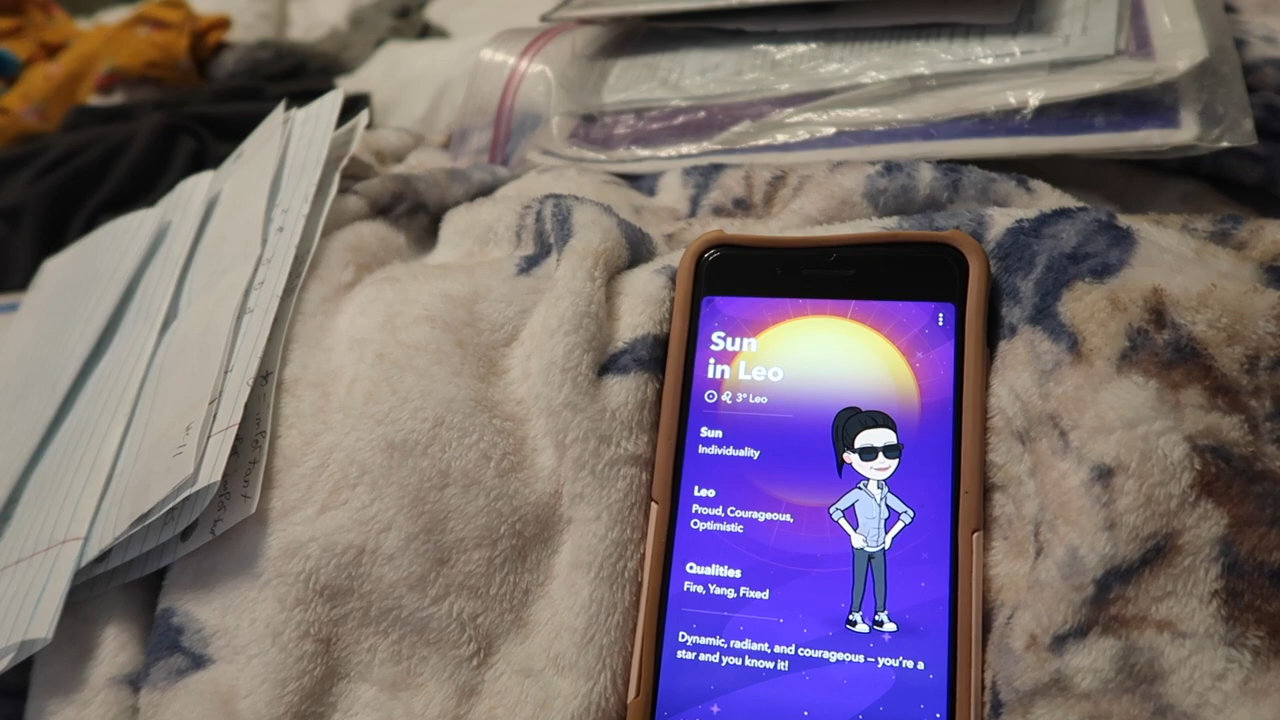 Sun
in Leo
3° Leo
Sun
Individuality
Leo
Proud, Courageous,
Optimistic
Qualities
Fire, Yang, Fixed
Dynamic, radiant, and courageous – you're a
star and you know it!